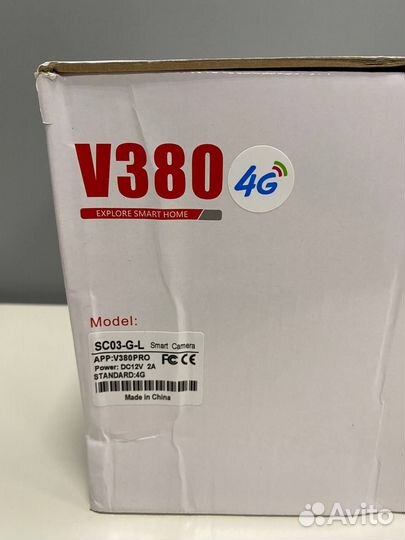 V380
4G
EXPLORE SMART HOME
Model:
SC03-G-L Smart Camera
APP:V380PRO FC CE
Power: DC12V 2A
STANDARD:4G
Made in China
Avito